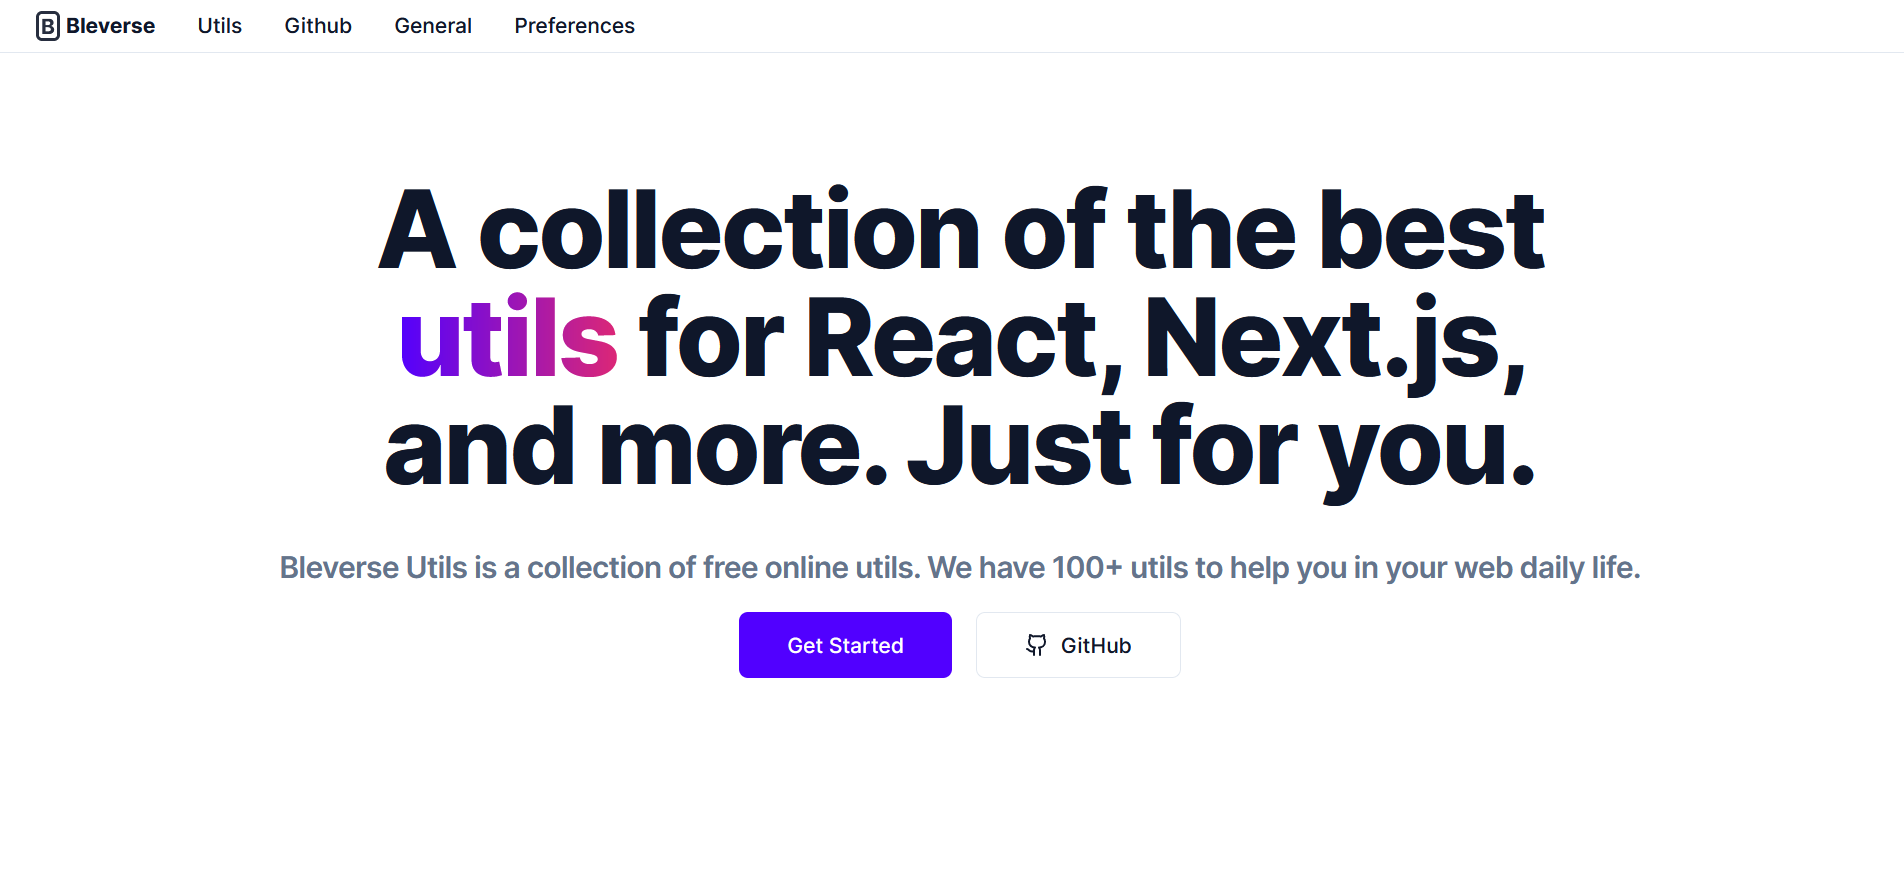 B Bleverse Utils Github General Preferences
A collection of the best
utils for React, Next.js,
and more. Just for you.
Bleverse Utils is a collection of free online utils. We have 100+ utils to help you in your web daily life.
Get Started GitHub